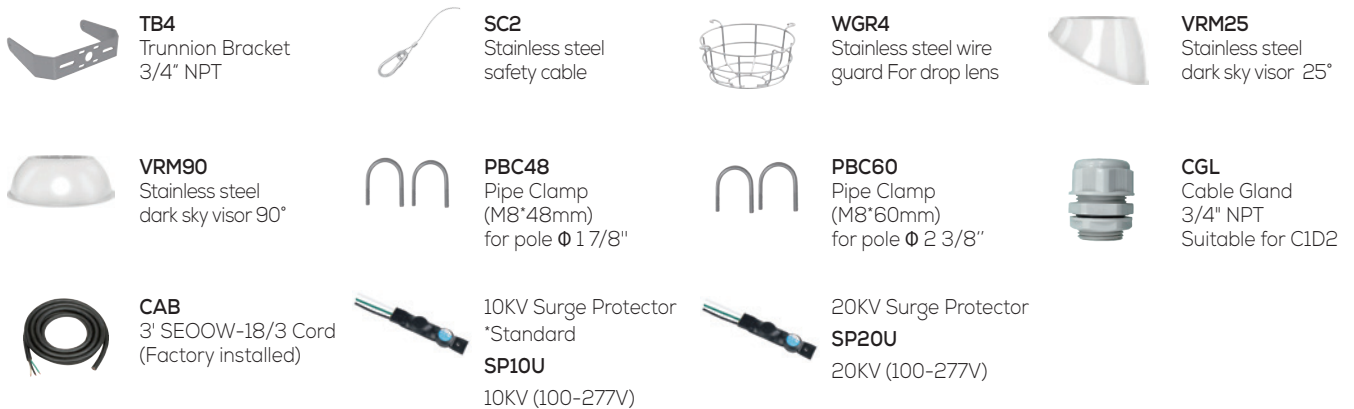 TB4
Trunnion Bracket
3/4” NPT
SC2
Stainless steel
safety cable
WGR4
Stainless steel wire
guard For drop lens
VRM25
Stainless steel
dark sky visor 25°
VRM90
Stainless steel
dark sky visor 90°
PBC48
Pipe Clamp
(M8*48mm)
for pole Φ 1 7/8"
PBC60
Pipe Clamp
(M8*60mm)
for pole Φ 2 3/8’’
CGL
Cable Gland
3/4" NPT
Suitable for C1D2
CAB
3' SEOOW-18/3 Cord
(Factory installed)
10KV Surge Protector
*Standard
SP10U
10KV (100-277V)
20KV Surge Protector
SP20U
20KV (100-277V)